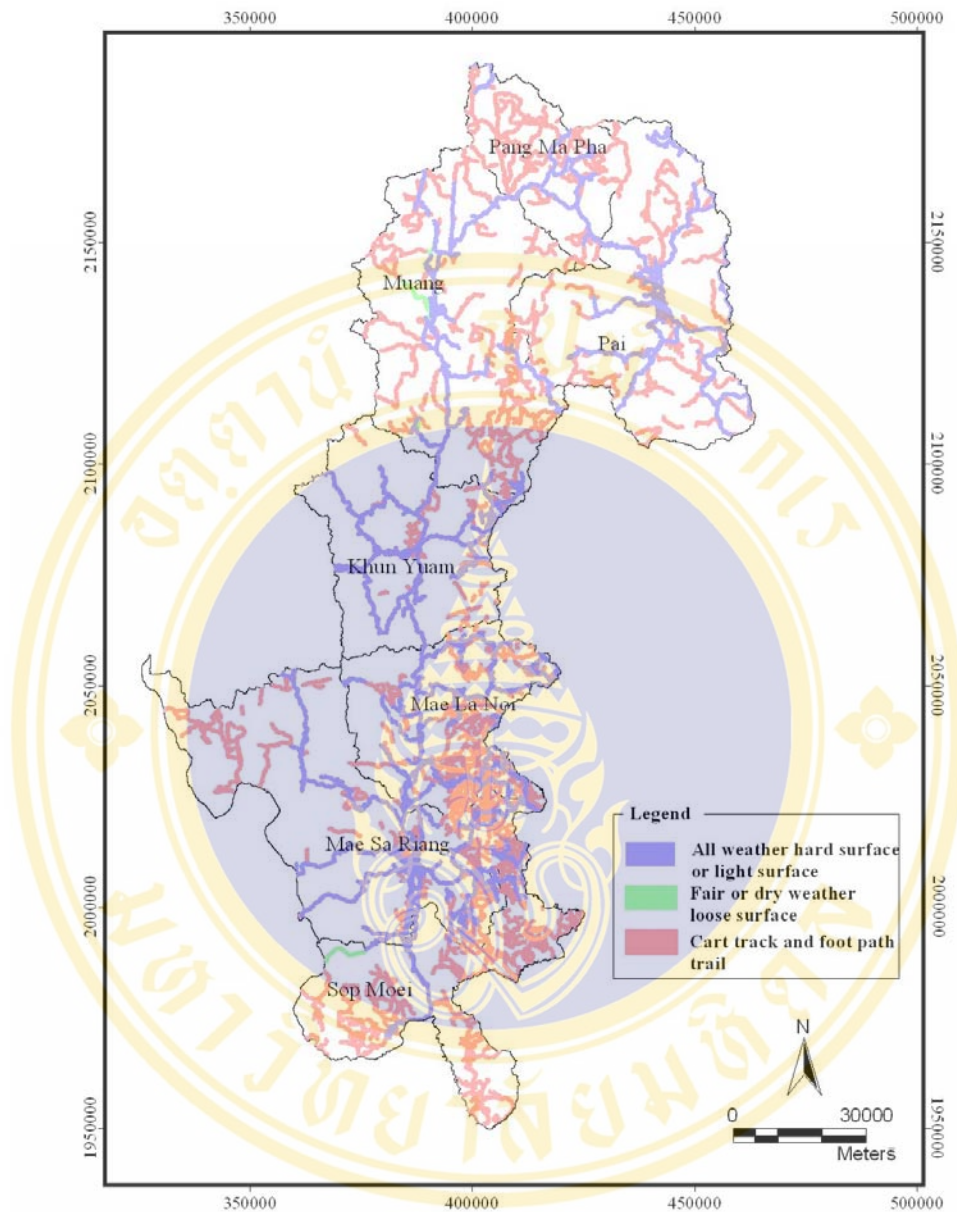 350000 400000 450000 500000
Pang Ma Pha
2150000 2150000
Muang
Pai
2100000 2100000
Khun Yuam
2050000 2050000
Mae La Noi
Legend
All weather hard surface
or light surface
Mae Sa Riang
Fair or dry weather
loose surface
2000000 2000000
Cart track and foot path
trail
Sop Moei
N
0 30000
Meters
1950000 1950000
350000 400000 450000 500000